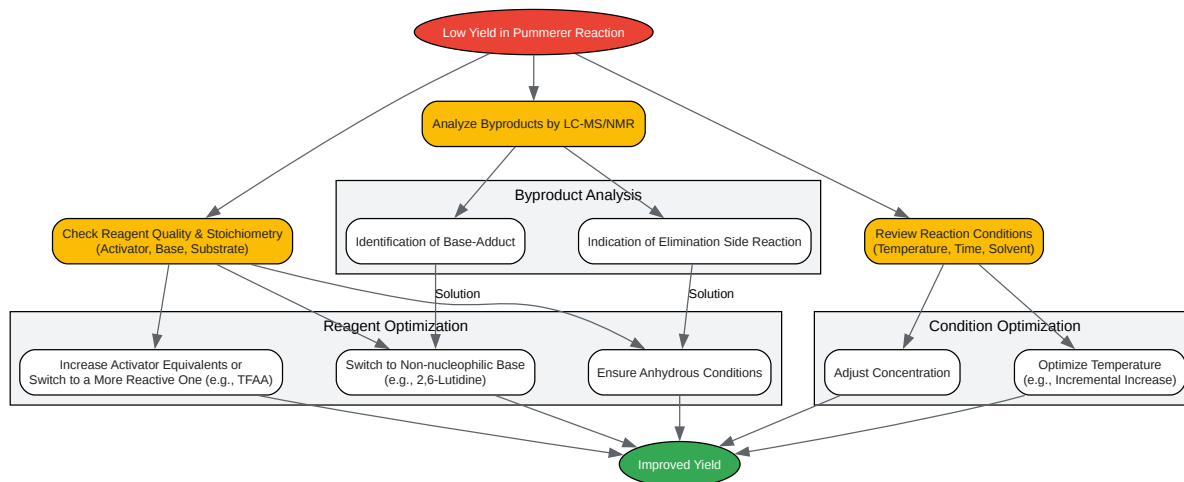 Low Yield in Pummerer Reaction
Analyze Byproducts by LC-MS/NMR
Byproduct Analysis
Check Reagent Quality & Stoichiometry
(Activator, Base, Substrate)
Identification of Base-Adduct
Indication of Elimination Side Reaction
Review Reaction Conditions
(Temperature, Time, Solvent)
Solution
Solution
Reagent Optimization
Condition Optimization
Increase Activator Equivalents or
Switch to a More Reactive One (e.g., TFAA)
Switch to Non-nucleophilic Base
(e.g., 2,6-Lutidine)
Ensure Anhydrous Conditions
Adjust Concentration
Optimize Temperature
(e.g., Incremental Increase)
Improved Yield